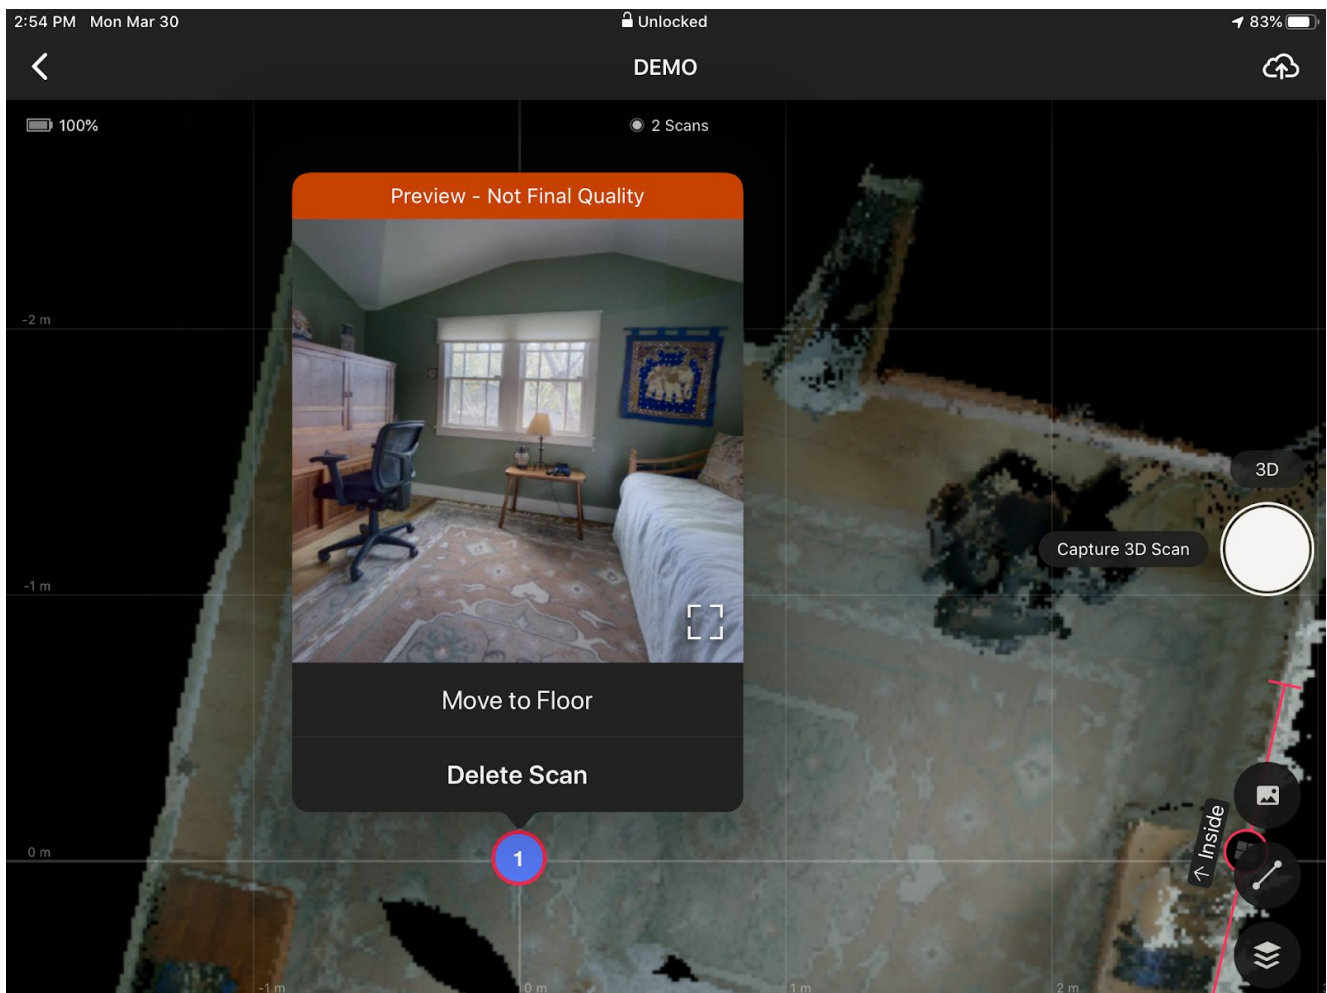 2:54 PM Mon Mar 30
Unlocked
83%
DEMO
100%
2 Scans
Preview - Not Final Quality
-2 m
3D
Capture 3D Scan
-1 m
Move to Floor
Delete Scan
↑ Inside
0 m
1
-1 m
0 m
1 m
2 m